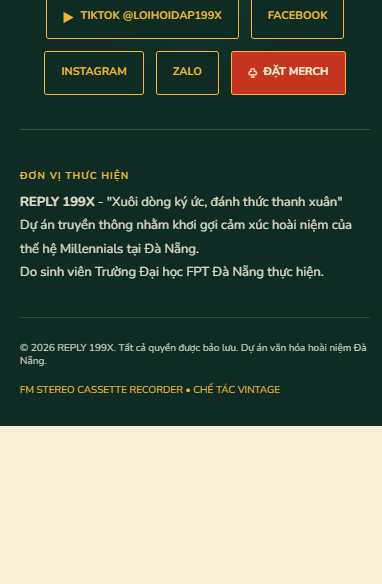 TIKTOK @LOIHOIDAP199X
FACEBOOK
INSTAGRAM
ZALO
ĐẶT MERCH
ĐƠN VỊ THỰC HIỆN
REPLY 199X - "Xuôi dòng ký ức, đánh thức thanh xuân"
Dự án truyền thông nhằm khơi gợi cảm xúc hoài niệm của
thế hệ Millennials tại Đà Nẵng.
Do sinh viên Trường Đại học FPT Đà Nẵng thực hiện.
© 2026 REPLY 199X. Tất cả quyền được bảo lưu. Dự án văn hóa hoài niệm Đà
Nẵng.
FM STEREO CASSETTE RECORDER • CHẾ TÁC VINTAGE